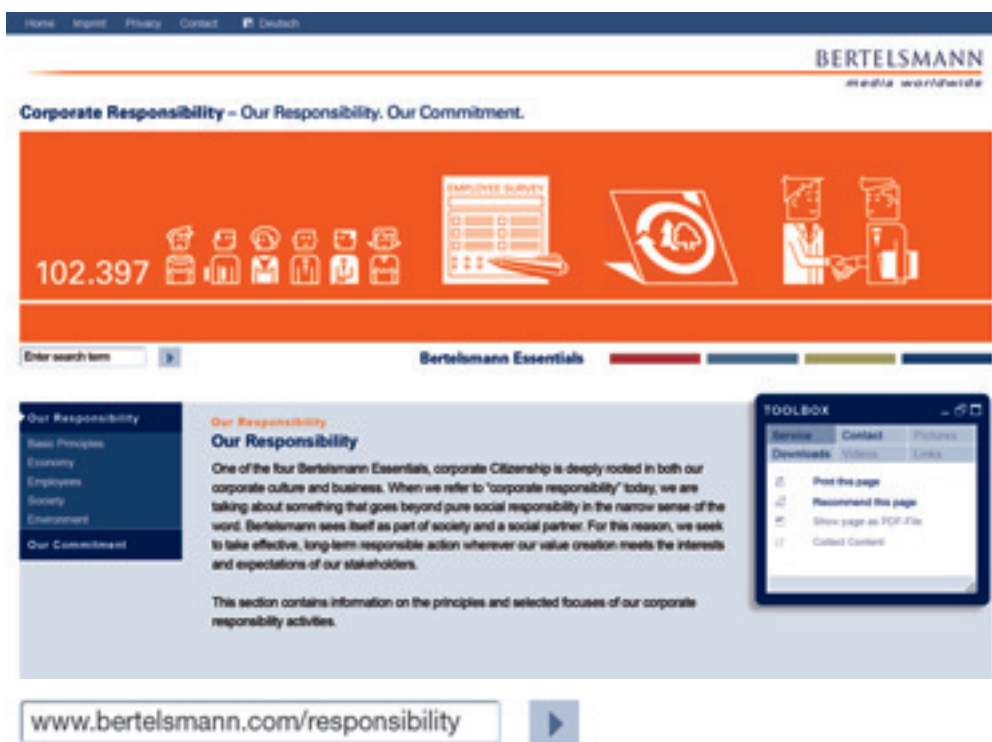 Home Imprint Privacy Contact Deutsch
BERTELSMANN
media worldwide
Corporate Responsibility – Our Responsibility. Our Commitment.
EMPLOYEE SURVEY
102.397
Enter search term
Bertelsmann Essentials
Our Responsibility
Basic Principles
Economy
Employees
Society
Environment
Our Commitment
Our Responsibility
Our Responsibility
One of the four Bertelsmann Essentials, corporate Citizenship is deeply rooted in both our
corporate culture and business. When we refer to "corporate responsibility" today, we are
talking about something that goes beyond pure social responsibility in the narrow sense of the
word. Bertelsmann sees itself as part of society and a social partner. For this reason, we seek
to take effective, long-term responsible action wherever our value creation meets the interests
and expectations of our stakeholders.
This section contains information on the principles and selected focuses of our corporate
responsibility activities.
TOOLBOX
Service Contact Pictures
Downloads Videos Links
Print this page
Recommend this page
Show page as PDF-File
Collect Content
www.bertelsmann.com/responsibility